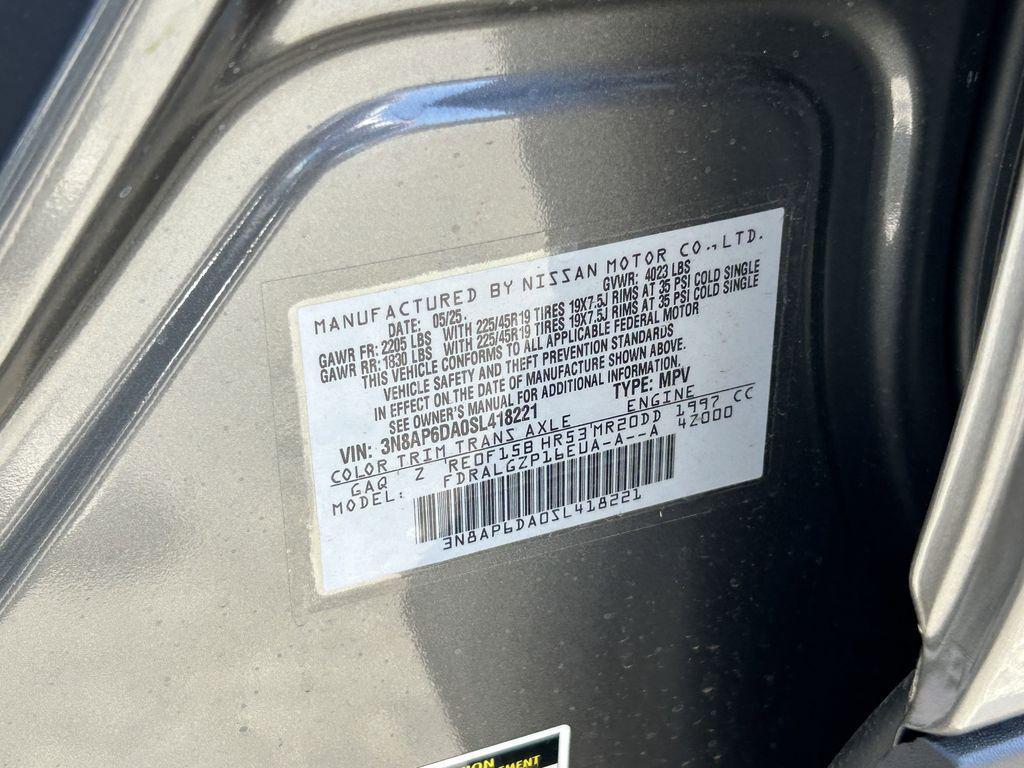 MANUFACTURED BY NISSAN MOTOR CO.,LTD.
DATE: 05/25 GVWR: 4023 LBS
GAWR FR: 2205 LBS WITH 225/45R19 TIRES 19X7.5J RIMS AT 35 PSI COLD SINGLE
GAWR RR: 1830 LBS WITH 225/45R19 TIRES 19X7.5J RIMS AT 35 PSI COLD SINGLE
THIS VEHICLE CONFORMS TO ALL APPLICABLE FEDERAL MOTOR
VEHICLE SAFETY AND THEFT PREVENTION STANDARDS
IN EFFECT ON THE DATE OF MANUFACTURE SHOWN ABOVE.
SEE OWNER'S MANUAL FOR ADDITIONAL INFORMATION.
VIN: 3N8AP6DA0SL418221 TYPE: MPV
COLOR TRIM TRANS AXLE ENGINE
GAQ Z RE0F15B HR53 MR20DD 1997 CC
MODEL: FDRALGZP16EUA-A--A 4Z000
3N8AP6DA0SL418221